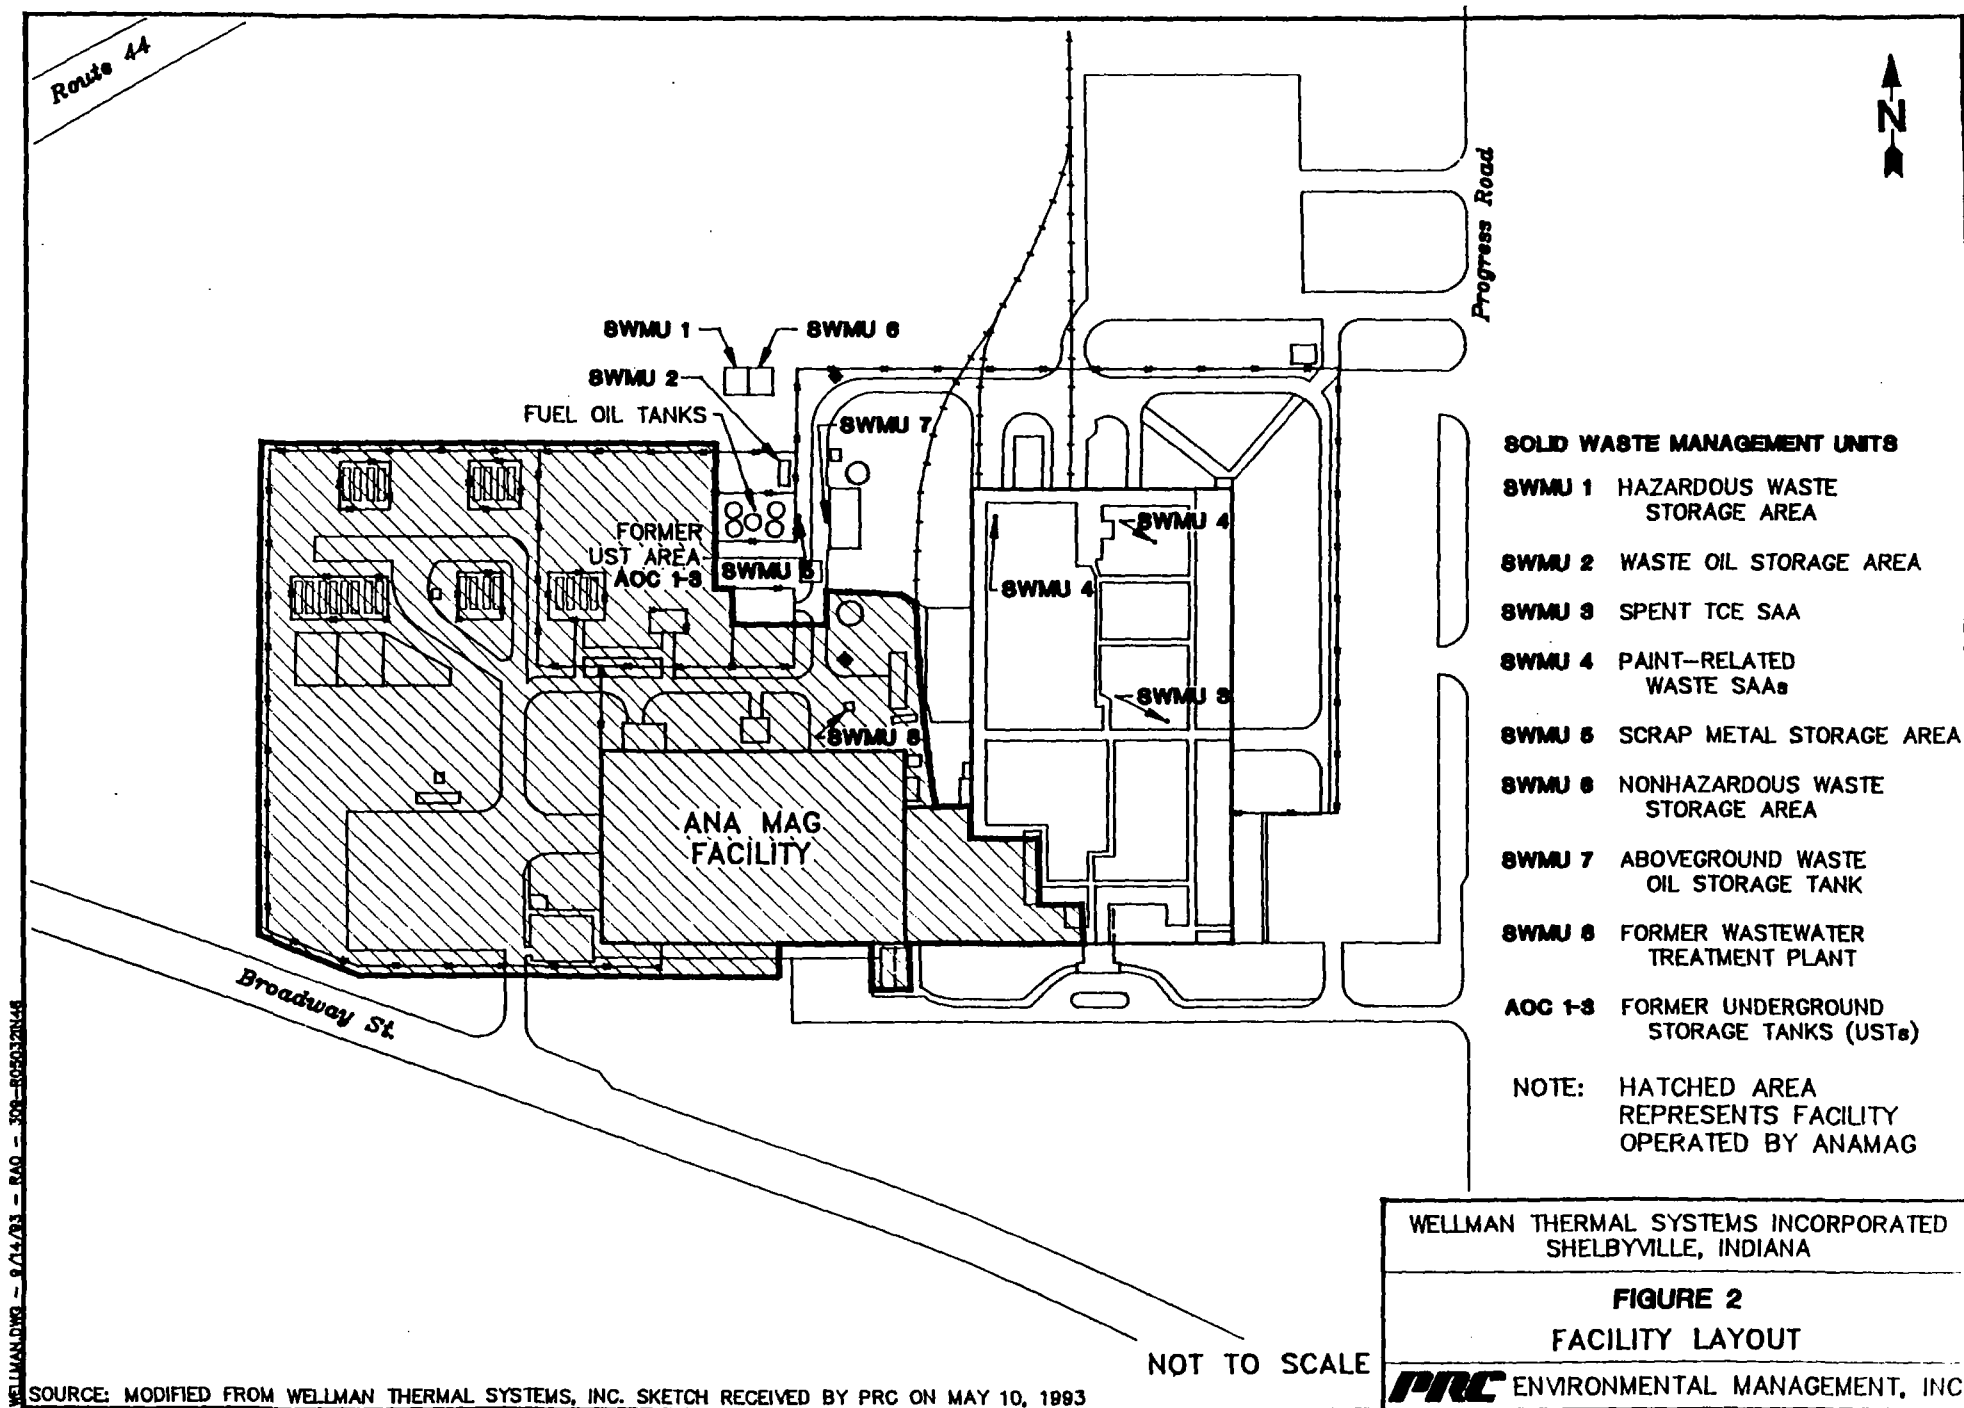 Route 44
N
Progress Road
SWMU 1
SWMU 6
SWMU 2
FUEL OIL TANKS
SWMU 7
FORMER
UST AREA
AOC 1-3
SWMU 5
SWMU 4
SWMU 4
SWMU 3
SWMU 8
ANA MAG
FACILITY
Broadway St.
SOLID WASTE MANAGEMENT UNITS
SWMU 1 HAZARDOUS WASTE
STORAGE AREA
SWMU 2 WASTE OIL STORAGE AREA
SWMU 3 SPENT TCE SAA
SWMU 4 PAINT-RELATED
WASTE SAAs
SWMU 5 SCRAP METAL STORAGE AREA
SWMU 6 NONHAZARDOUS WASTE
STORAGE AREA
SWMU 7 ABOVEGROUND WASTE
OIL STORAGE TANK
SWMU 8 FORMER WASTEWATER
TREATMENT PLANT
AOC 1-3 FORMER UNDERGROUND
STORAGE TANKS (USTs)
NOTE: HATCHED AREA
REPRESENTS FACILITY
OPERATED BY ANAMAG
NOT TO SCALE
WELLMAN THERMAL SYSTEMS INCORPORATED
SHELBYVILLE, INDIANA
FIGURE 2
FACILITY LAYOUT
PRC ENVIRONMENTAL MANAGEMENT, INC
SOURCE: MODIFIED FROM WELLMAN THERMAL SYSTEMS, INC. SKETCH RECEIVED BY PRC ON MAY 10, 1993
WELLMAN.DWG - 9/14/93 - RAO -